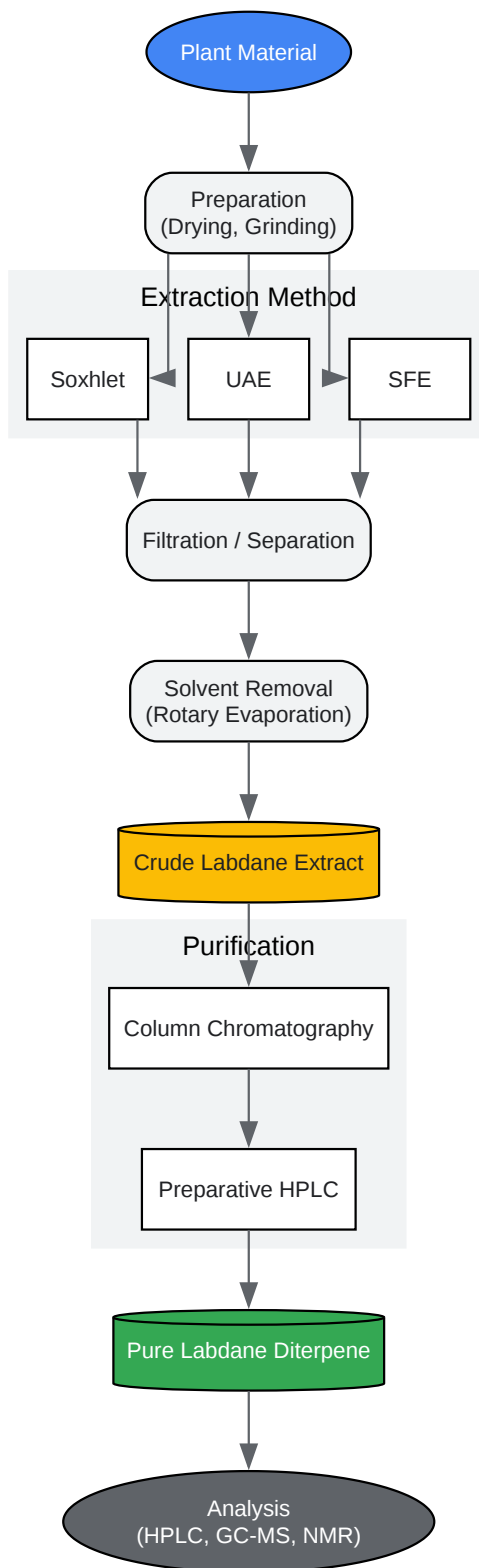 Plant Material
Preparation
(Drying, Grinding)
Extraction Method
Soxhlet
UAE
SFE
Filtration / Separation
Solvent Removal
(Rotary Evaporation)
Crude Labdane Extract
Purification
Column Chromatography
Preparative HPLC
Pure Labdane Diterpene
Analysis
(HPLC, GC-MS, NMR)